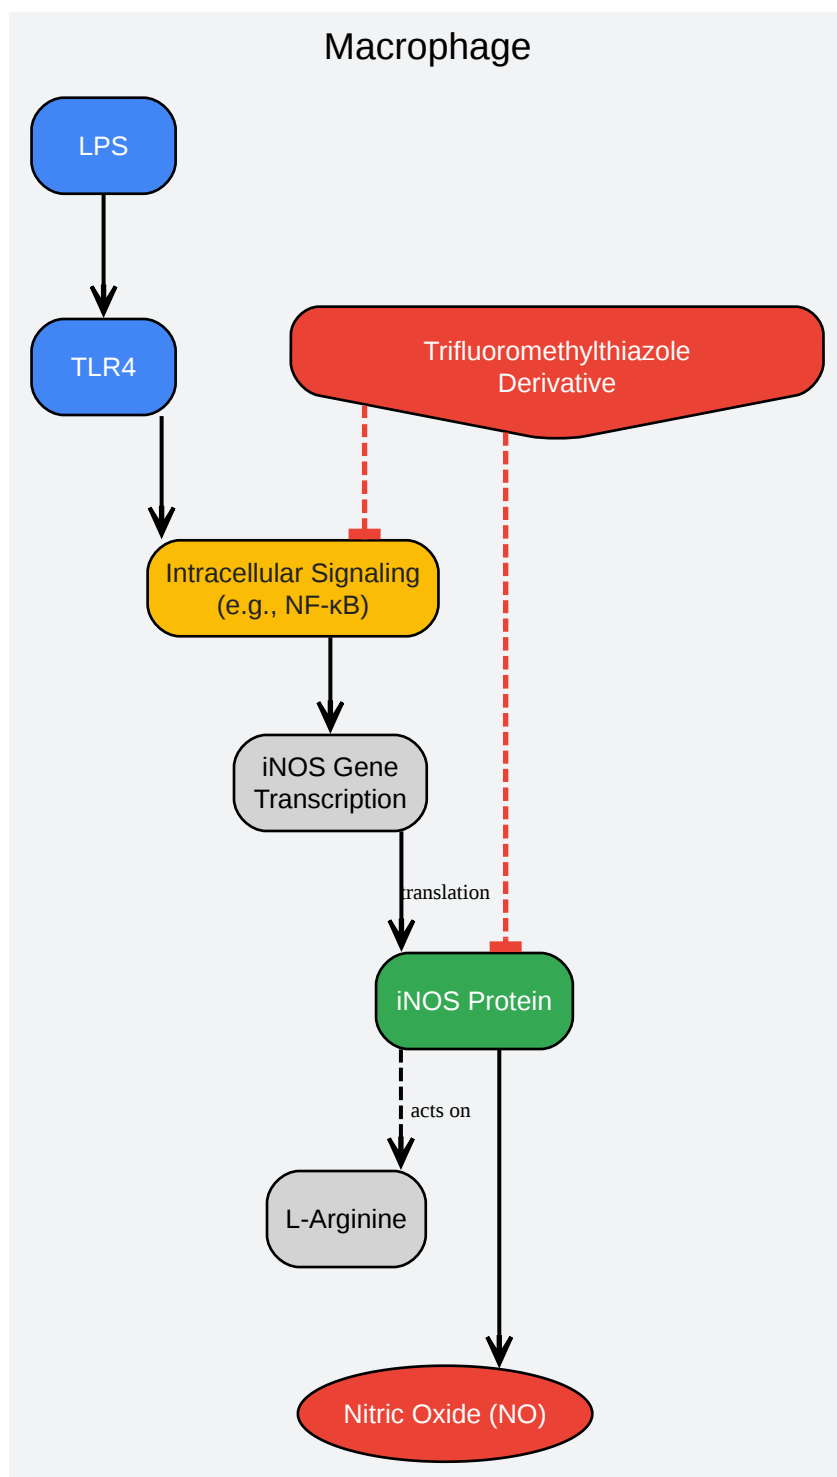 Macrophage
LPS
TLR4
Trifluoromethylthiazole
Derivative
Intracellular Signaling
(e.g., NF-κB)
iNOS Gene
Transcription
translation
iNOS Protein
acts on
L-Arginine
Nitric Oxide (NO)